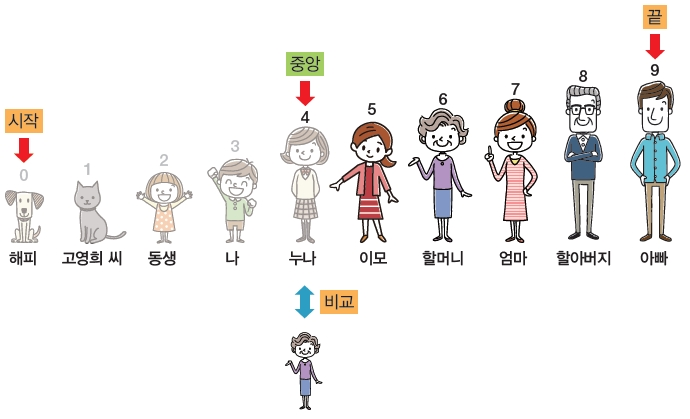 끝
중앙
시작
0 1 2 3 4 5 6 7 8 9
해피 고영희 씨 동생 나 누나 이모 할머니 엄마 할아버지 아빠
비교